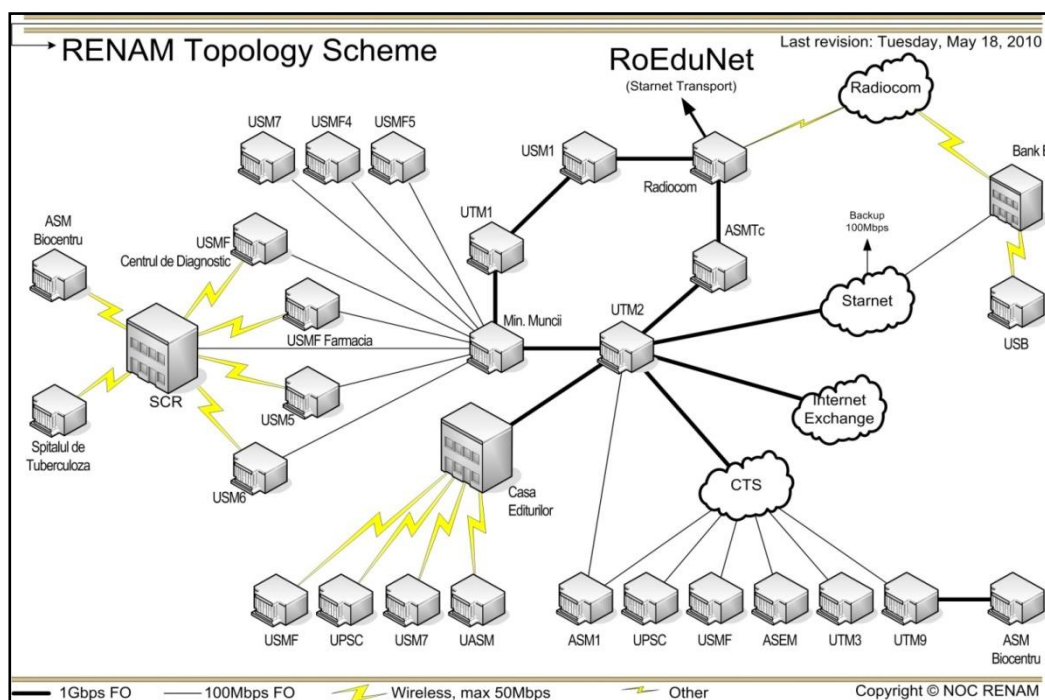 RENAM Topology Scheme
RoEduNet
(Starnet Transport)
Last revision: Tuesday, May 18, 2010
Radiocom
USM7
USMF4
USMF5
USM1
Radiocom
Bank E
ASM
Biocentru
USMF
Centrul de Diagnostic
UTM1
ASMTc
Backup
100Mbps
Starnet
USB
USMF Farmacia
Min. Muncii
UTM2
SCR
USM5
Internet
Exchange
Spitalul de
Tuberculoza
USM6
Casa
Editurilor
CTS
USMF
UPSC
USM7
UASM
ASM1
UPSC
USMF
ASEM
UTM3
UTM9
ASM
Biocentru
1Gbps FO
100Mbps FO
Wireless, max 50Mbps
Other
Copyright © NOC RENAM